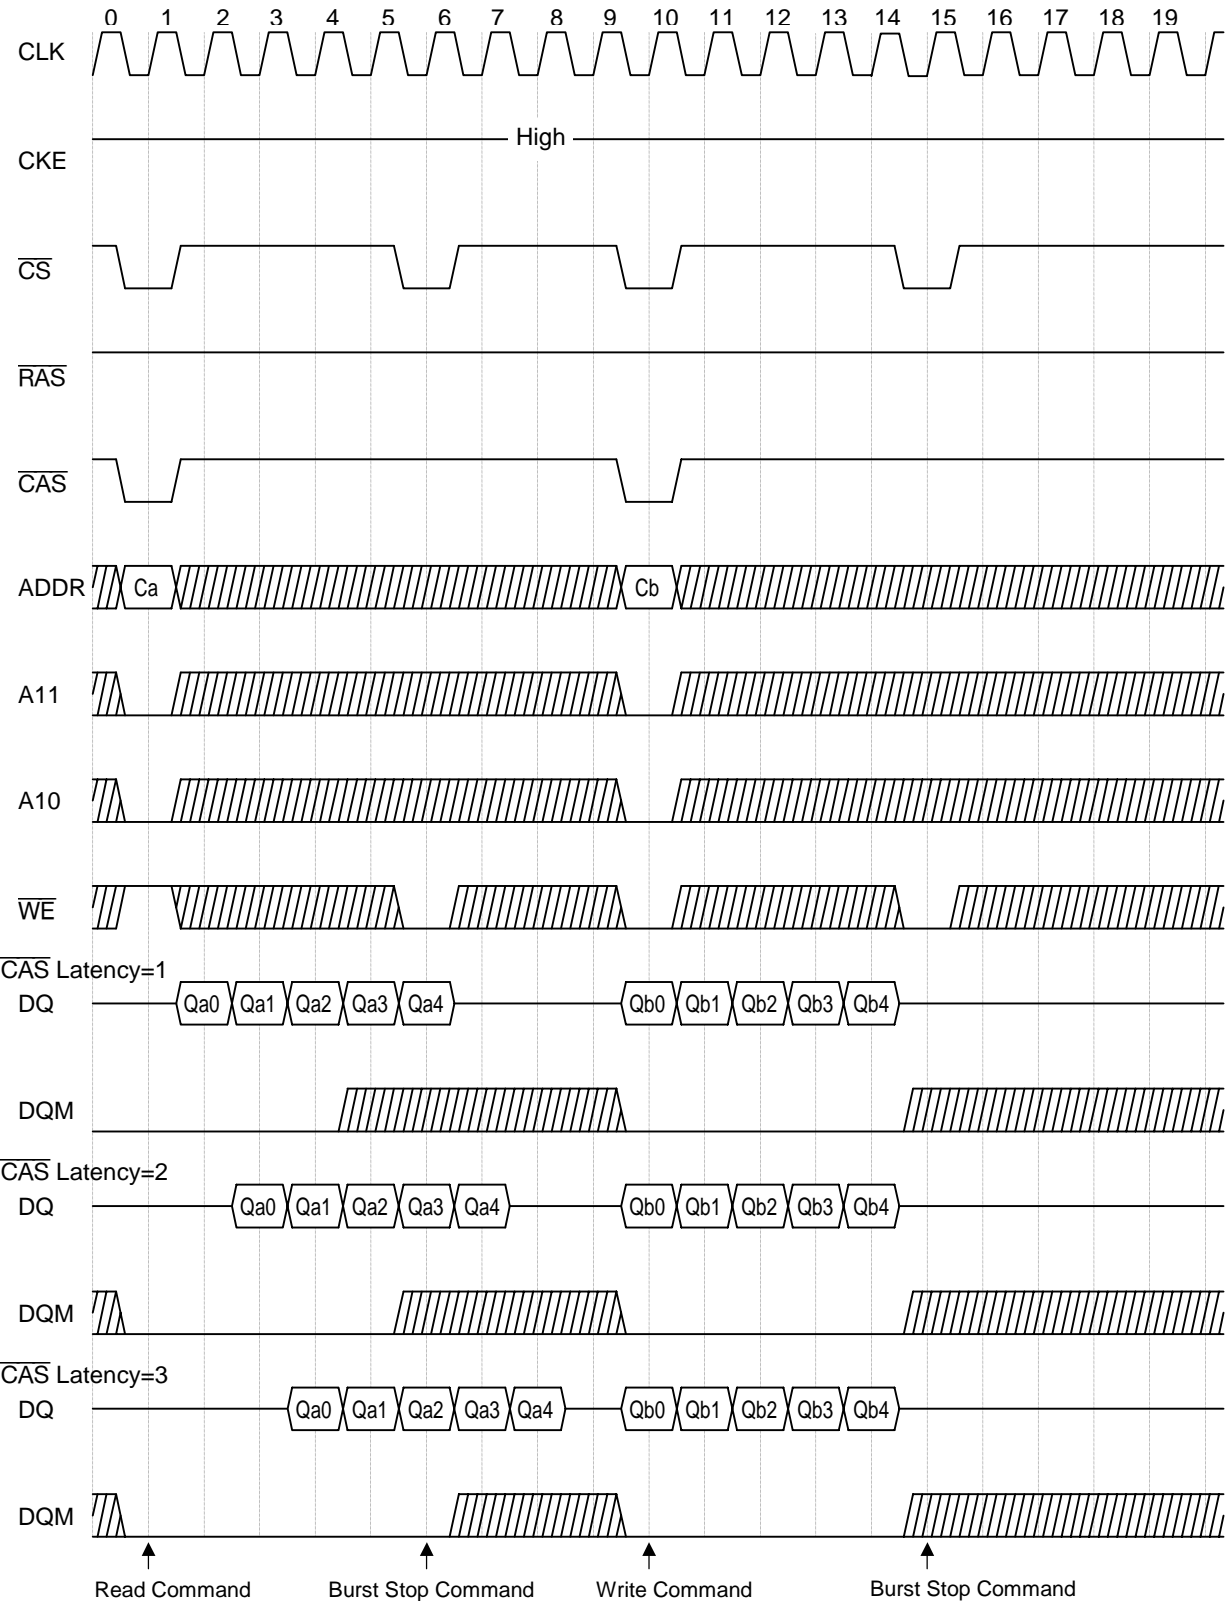 0 1 2 3 4 5 6 7 8 9 10 11 12 13 14 15 16 17 18 19
CLK
High
CKE
CS
RAS
CAS
ADDR Ca Cb
A11
A10
WE
CAS Latency=1
DQ Qa0 Qa1 Qa2 Qa3 Qa4 Qb0 Qb1 Qb2 Qb3 Qb4
DQM
CAS Latency=2
DQ Qa0 Qa1 Qa2 Qa3 Qa4 Qb0 Qb1 Qb2 Qb3 Qb4
DQM
CAS Latency=3
DQ Qa0 Qa1 Qa2 Qa3 Qa4 Qb0 Qb1 Qb2 Qb3 Qb4
DQM
Read Command Burst Stop Command Write Command Burst Stop Command